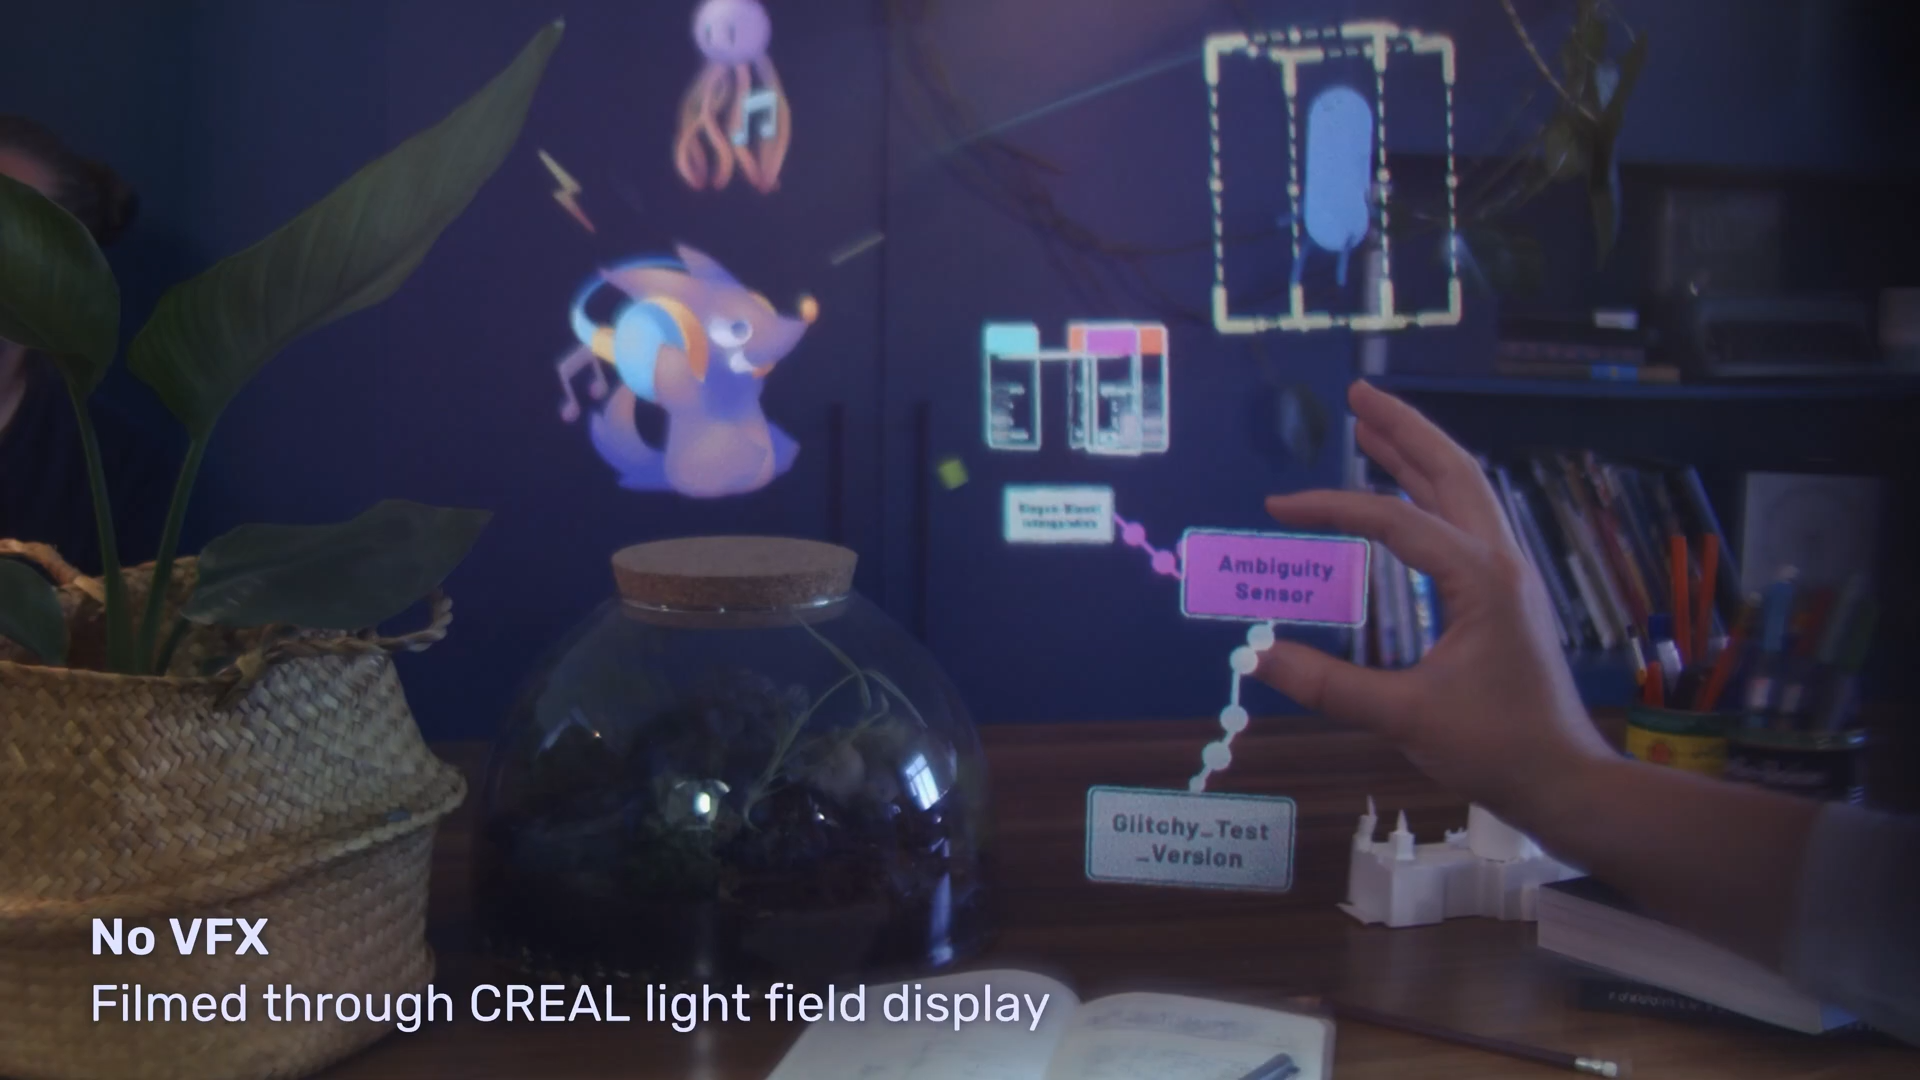 Ambiguity
Sensor
Glitchy_Test
_Version
No VFX
Filmed through CREAL light field display